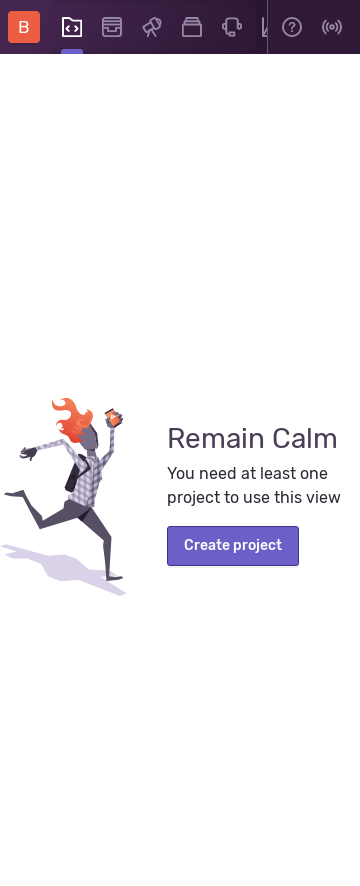 B
Remain Calm
You need at least one
project to use this view
Create project